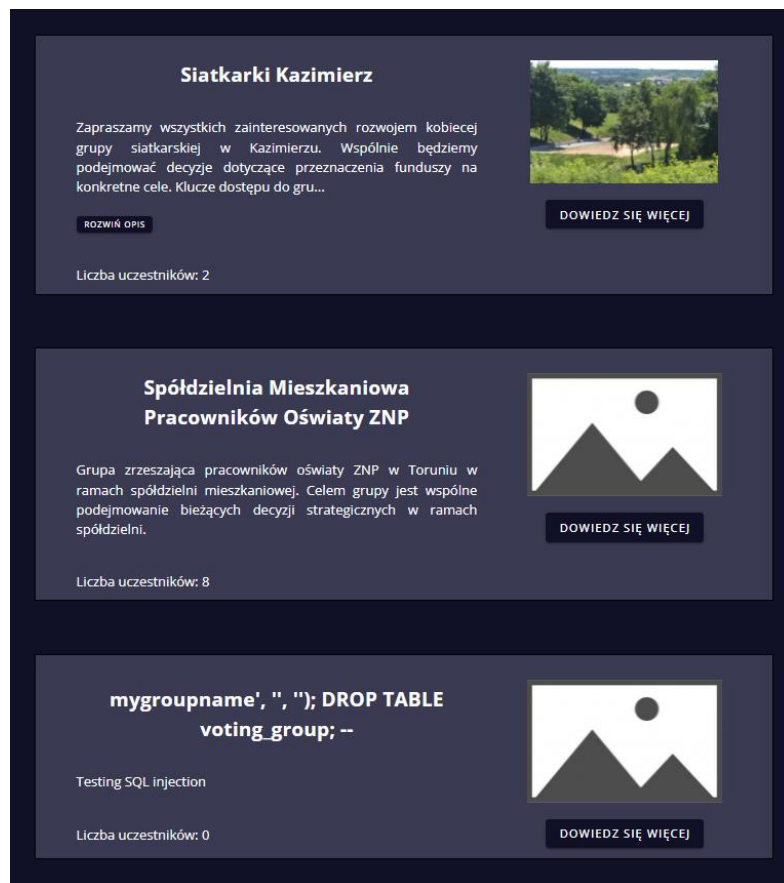 Siatkarki Kazimierz
Zapraszamy wszystkich zainteresowanych rozwojem kobiecej
grupy siatkarskiej w Kazimierzu. Wspólnie będziemy
podejmować decyzje dotyczące przeznaczenia funduszy na
konkretne cele. Klucze dostępu do gru...
ROZWIŃ OPIS
DOWIEDZ SIĘ WIĘCEJ
Liczba uczestników: 2
Spółdzielnia Mieszkaniowa
Pracowników Oświaty ZNP
Grupa zrzeszająca pracowników oświaty ZNP w Toruniu w
ramach spółdzielni mieszkaniowej. Celem grupy jest wspólne
podejmowanie bieżących decyzji strategicznych w ramach
spółdzielni.
DOWIEDZ SIĘ WIĘCEJ
Liczba uczestników: 8
mygroupname', '', ''); DROP TABLE
voting_group; --
Testing SQL injection
Liczba uczestników: 0
DOWIEDZ SIĘ WIĘCEJ